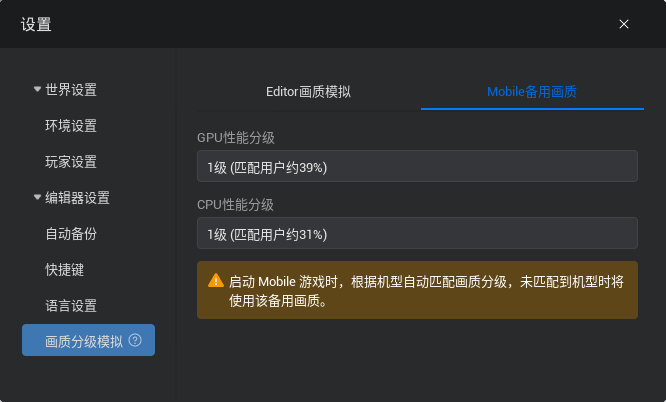 设置
世界设置
环境设置
玩家设置
编辑器设置
自动备份
快捷键
语言设置
画质分级模拟
Editor画质模拟
Mobile备用画质
GPU性能分级
1级 (匹配用户约39%)
CPU性能分级
1级 (匹配用户约31%)
启动 Mobile 游戏时，根据机型自动匹配画质分级，未匹配到机型时将
使用该备用画质。